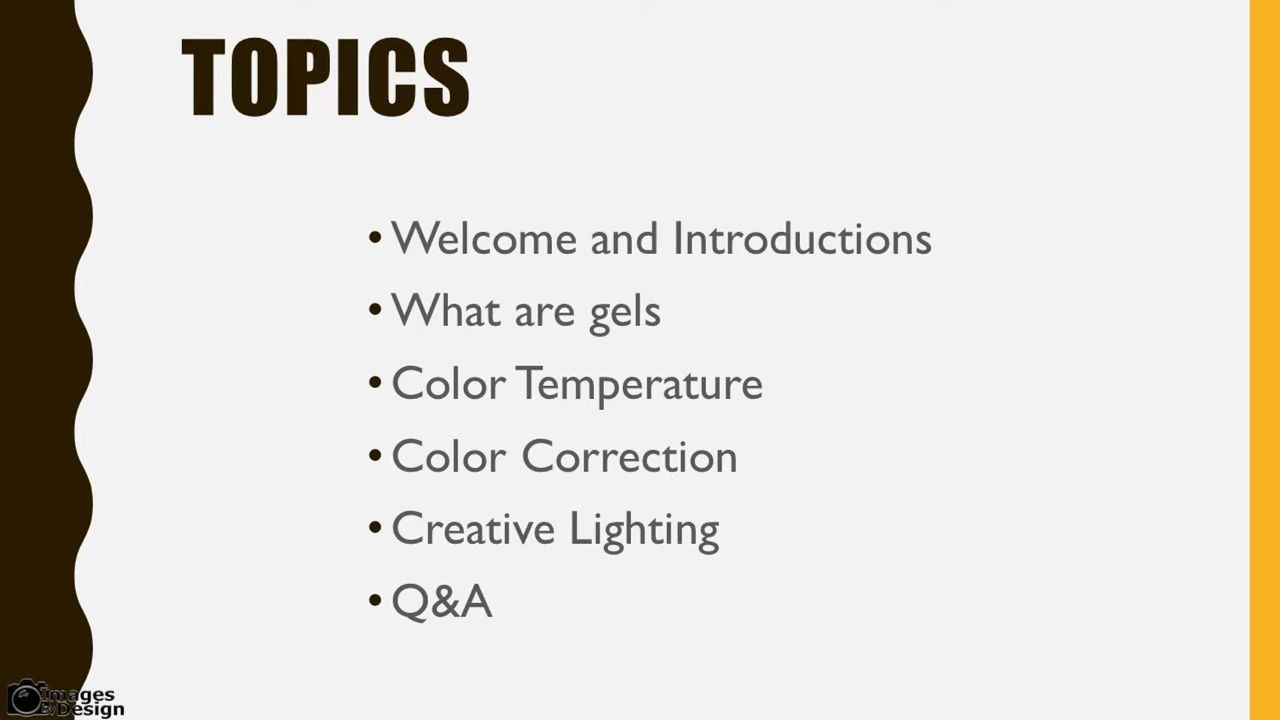 TOPICS
• Welcome and Introductions
• What are gels
• Color Temperature
• Color Correction
• Creative Lighting
• Q&A
Images
By Design